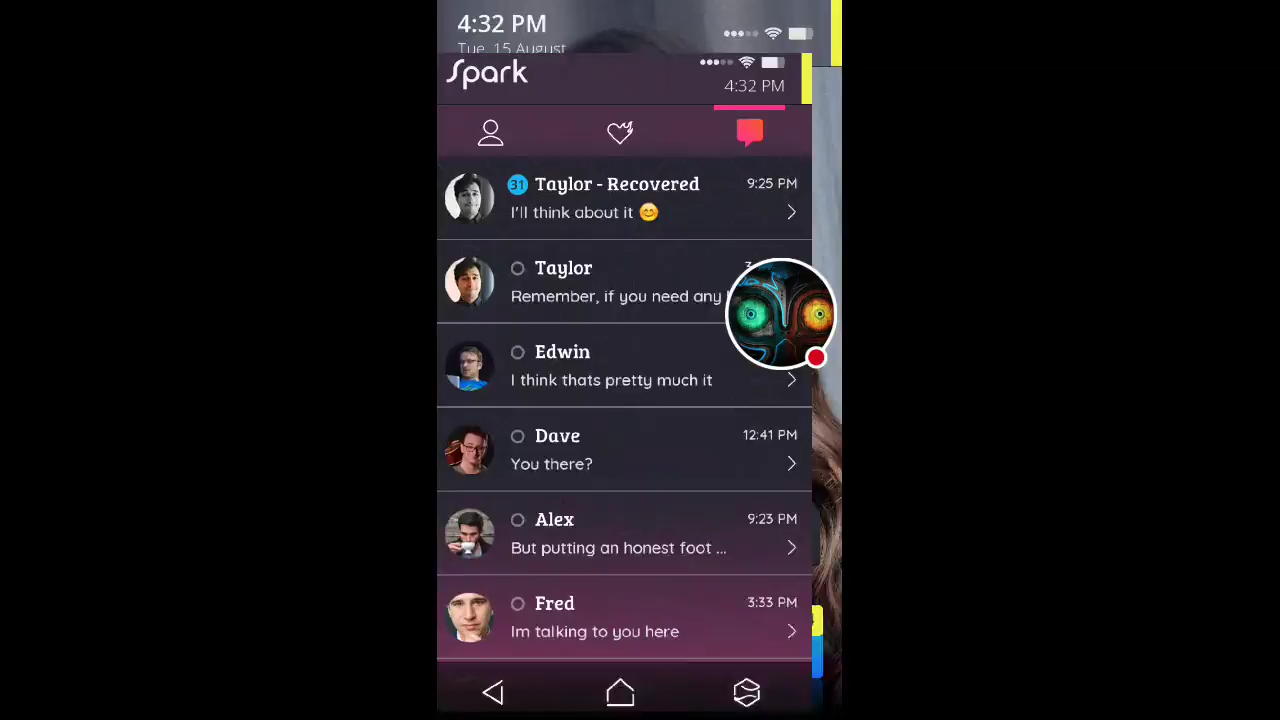 4:32 PM
Tue, 15 August
Spark
4:32 PM
31 Taylor - Recovered 9:25 PM
I'll think about it 😊
Taylor
Remember, if you need any
Edwin
I think thats pretty much it
Dave 12:41 PM
You there?
Alex 9:23 PM
But putting an honest foot ...
Fred 3:33 PM
Im talking to you here